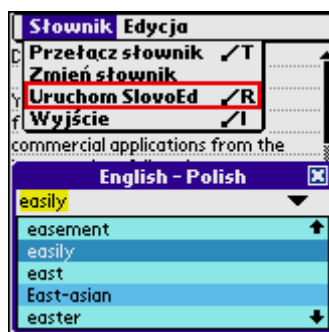 Słownik Edycja
Przełącz słownik ⁄T
Zmień słownik
Uruchom SlovoEd ⁄R
Wyjście ⁄I
commercial applications from the
English - Polish
easily
easement
easily
east
East-asian
easter